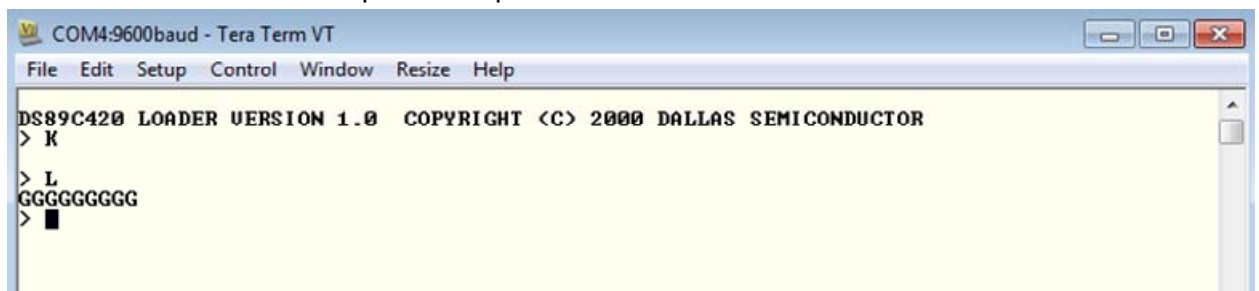 COM4:9600baud - Tera Term VT
File Edit Setup Control Window Resize Help
DS89C420 LOADER VERSION 1.0 COPYRIGHT (C) 2000 DALLAS SEMICONDUCTOR
> K
> L
GGGGGGGGG
>